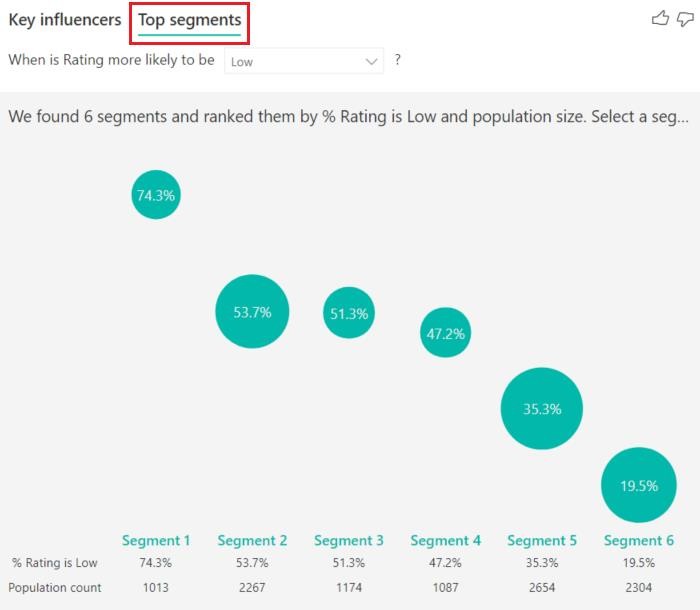 Key influencers Top segments
When is Rating more likely to be Low ?
We found 6 segments and ranked them by % Rating is Low and population size. Select a seg...
74.3%
53.7%
51.3%
47.2%
35.3%
19.5%
Segment 1 Segment 2 Segment 3 Segment 4 Segment 5 Segment 6
% Rating is Low 74.3% 53.7% 51.3% 47.2% 35.3% 19.5%
Population count 1013 2267 1174 1087 2654 2304